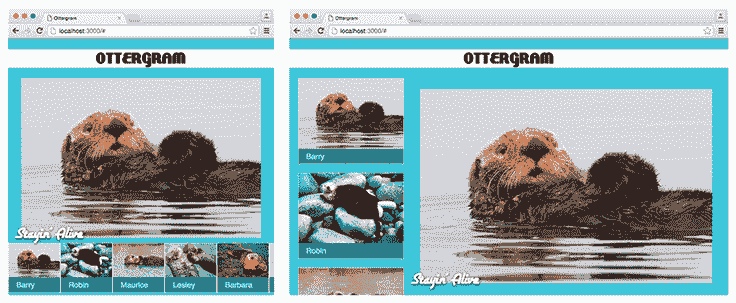 Ottergram
localhost:3000/#
OTTERGRAM
Stayin' Alive
Barry
Robin
Maurice
Lesley
Barbara
Ottergram
localhost:3000/#
OTTERGRAM
Barry
Robin
Stayin' Alive